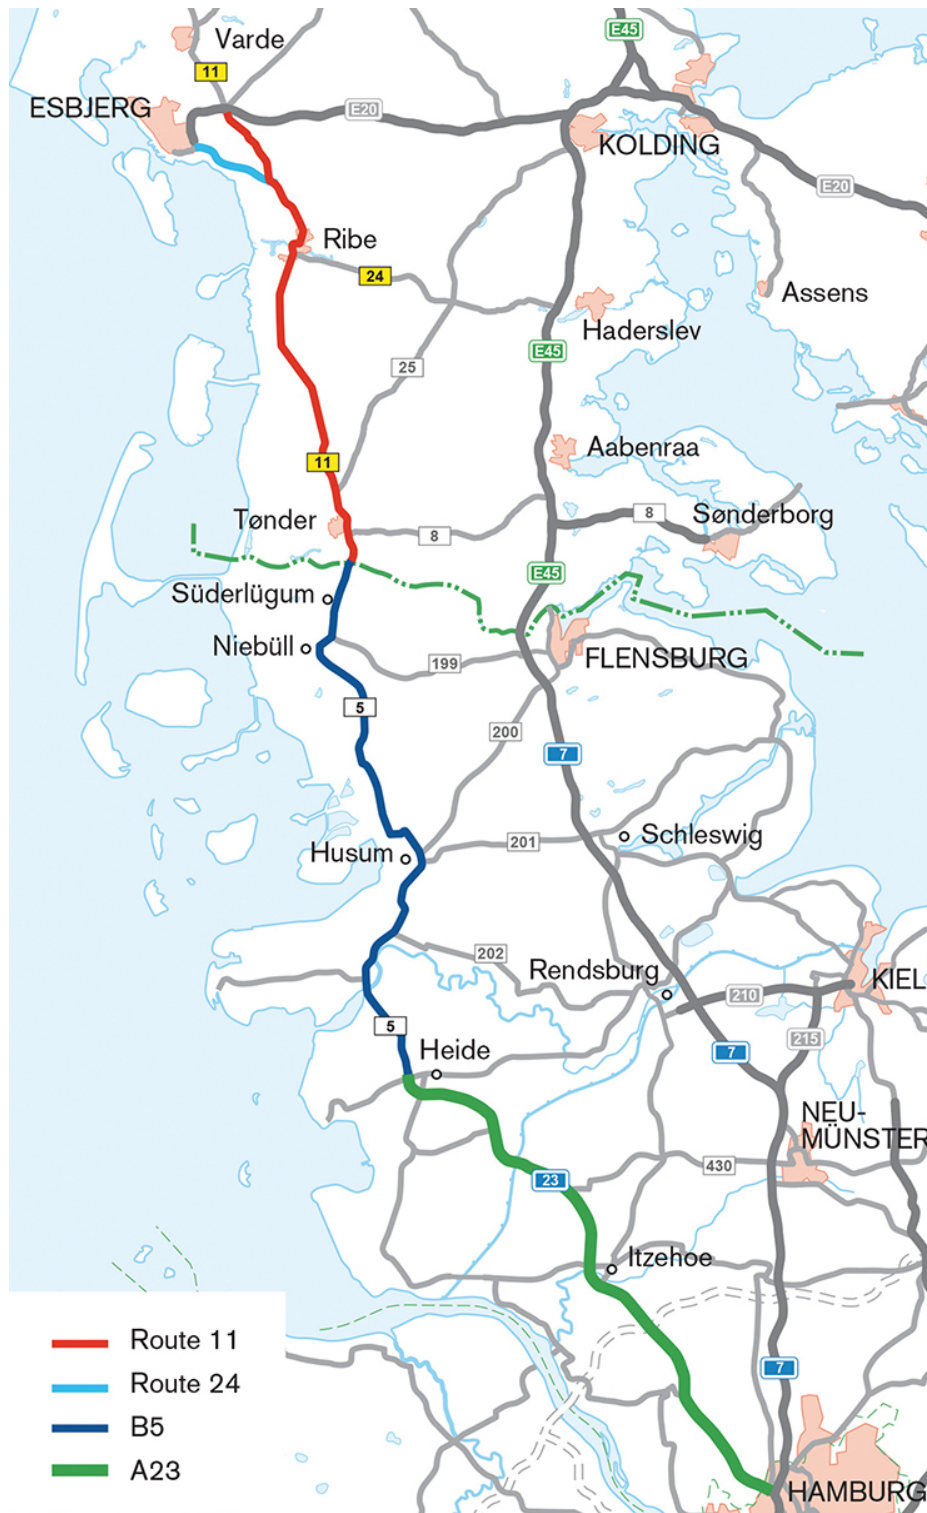 E45
Varde
11
ESBJERG
E20
KOLDING
E20
Ribe
24
Assens
Haderslev
E45
25
Aabenraa
11
Tønder
8
8
Sønderborg
E45
Süderlügum
Niebüll
199
FLENSBURG
5
200
7
Husum
201
Schleswig
202
Rendsburg
KIEL
210
5
215
7
Heide
NEU-
MÜNSTER
430
23
Itzehoe
7
Route 11
Route 24
B5
A23
HAMBURG